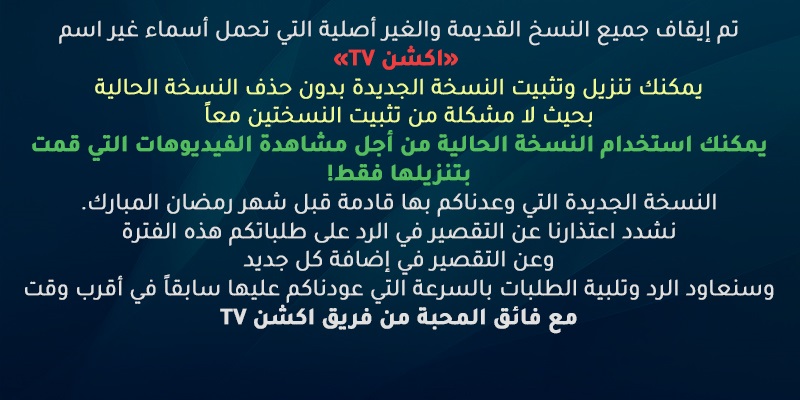 تم إيقاف جميع النسخ القديمة والغير أصلية التي تحمل أسماء غير اسم
«اكشن TV»
يمكنك تنزيل وتثبيت النسخة الجديدة بدون حذف النسخة الحالية
بحيث لا مشكلة من تثبيت النسختين معاً
يمكنك استخدام النسخة الحالية من أجل مشاهدة الفيديوهات التي قمت
بتنزيلها فقط!
النسخة الجديدة التي وعدناكم بها قادمة قبل شهر رمضان المبارك.
نشدد اعتذارنا عن التقصير في الرد على طلباتكم هذه الفترة
وعن التقصير في إضافة كل جديد
وسنعاود الرد وتلبية الطلبات بالسرعة التي عودناكم عليها سابقاً في أقرب وقت
مع فائق المحبة من فريق اكشن TV